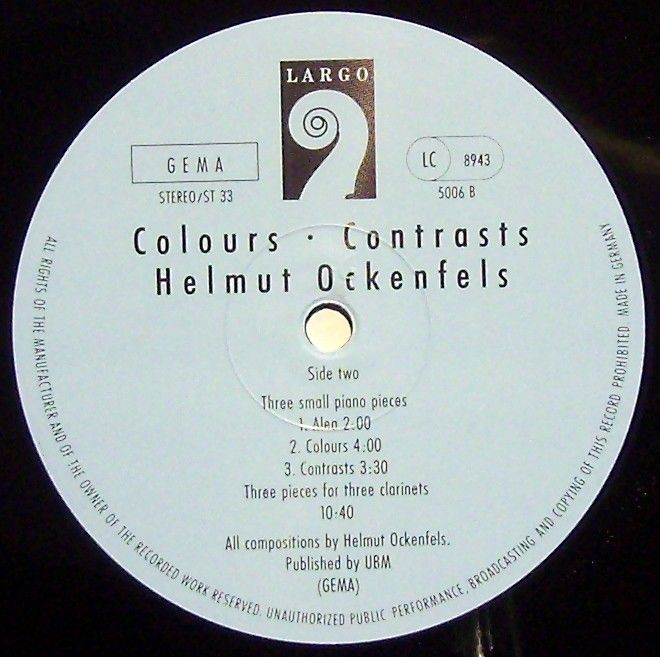 LARGO
GEMA
LC 8943
STEREO/ST 33
5006 B
Colours · Contrasts
Helmut Ockenfels
Side two
Three small piano pieces
1. Alen 2:00
2. Colours 4:00
3. Contrasts 3:30
Three pieces for three clarinets
10:40
All compositions by Helmut Ockenfels.
Published by UBM
(GEMA)
ALL RIGHTS OF THE MANUFACTURER AND OF THE OWNER OF THE RECORDED WORK RESERVED. UNAUTHORIZED PUBLIC PERFORMANCE, BROADCASTING AND COPYING OF THIS RECORD PROHIBITED MADE IN GERMANY